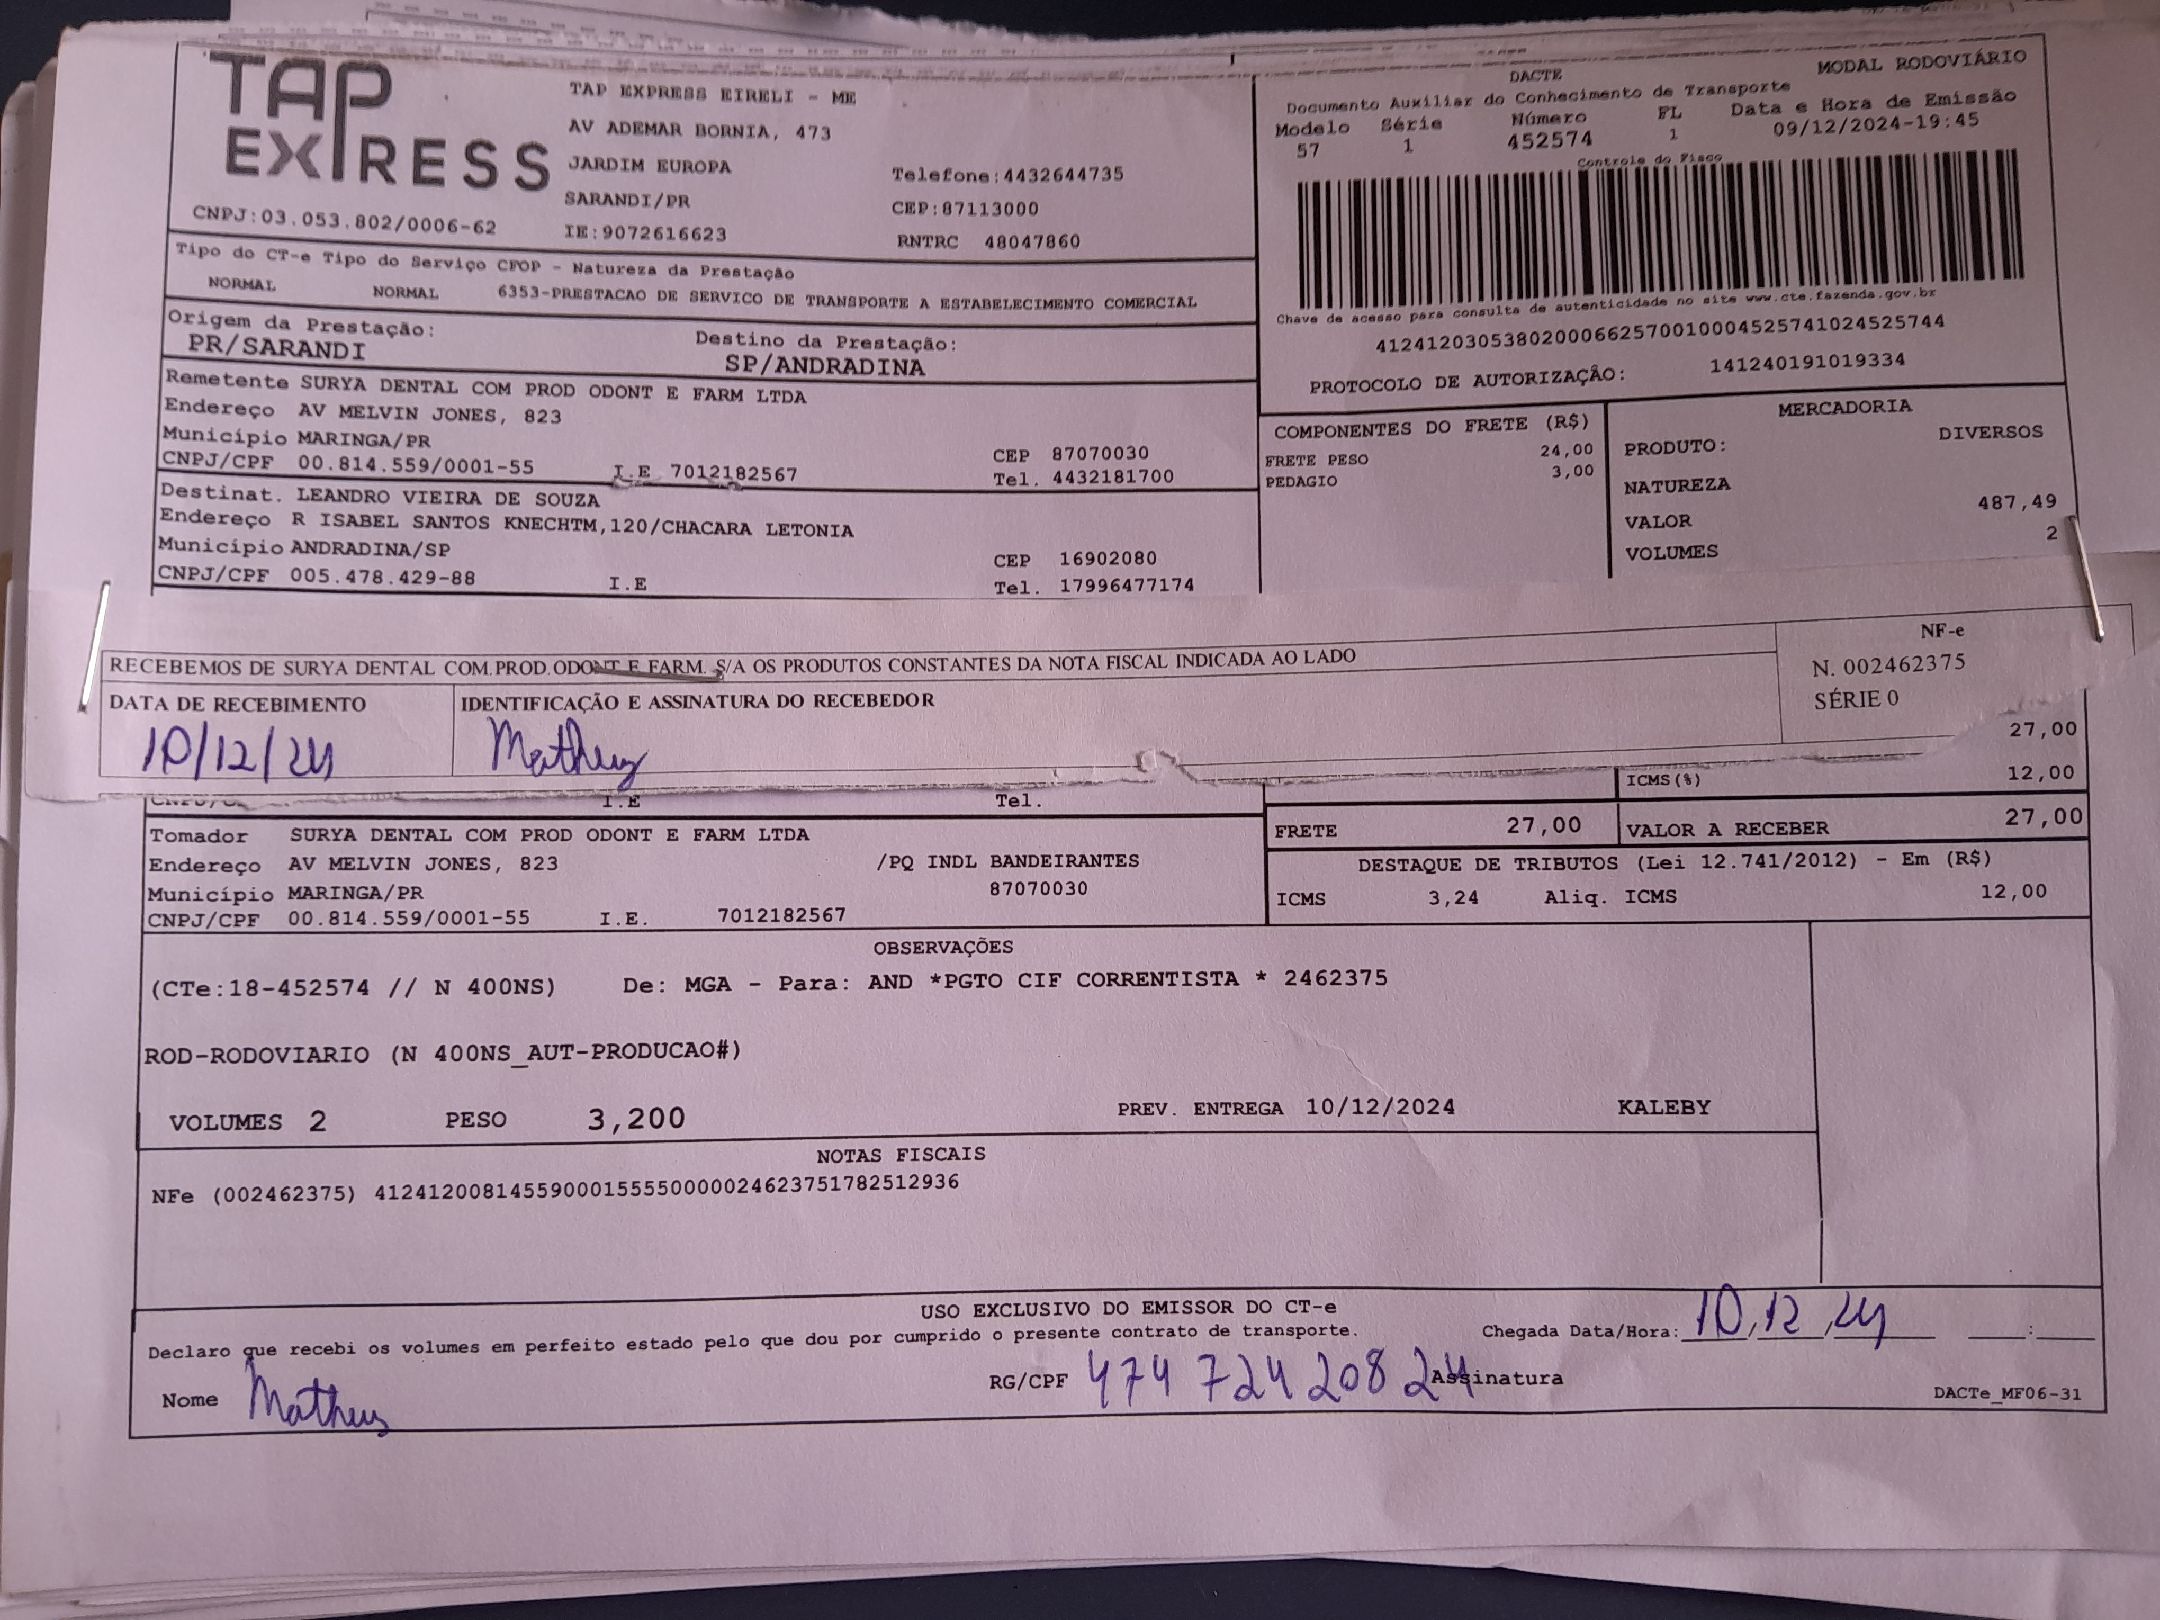 TAP EXPRESS
TAP EXPRESS EIRELI - ME
AV ADEMAR BORNIA, 473
JARDIM EUROPA
Telefone:4432644735
SARANDI/PR
CEP:87113000
CNPJ:03.053.802/0006-62
IE:9072616623
RNTRC 48047860
DACTE
MODAL RODOVIÁRIO
Documento Auxiliar do Conhecimento de Transporte
Modelo Série Número FL Data e Hora de Emissão
57 1 452574 1 09/12/2024-19:45
Controle do Fisco
Chave de acesso para consulta de autenticidade no site www.cte.fazenda.gov.br
41241203053802000662570010004525741024525744
PROTOCOLO DE AUTORIZAÇÃO: 141240191019334
Tipo do CT-e Tipo do Serviço CFOP - Natureza da Prestação
NORMAL NORMAL 6353-PRESTACAO DE SERVICO DE TRANSPORTE A ESTABELECIMENTO COMERCIAL
Origem da Prestação: Destino da Prestação:
PR/SARANDI SP/ANDRADINA
Remetente SURYA DENTAL COM PROD ODONT E FARM LTDA
Endereço AV MELVIN JONES, 823
Município MARINGA/PR CEP 87070030
CNPJ/CPF 00.814.559/0001-55 I.E 7012182567 Tel. 4432181700
Destinat. LEANDRO VIEIRA DE SOUZA
Endereço R ISABEL SANTOS KNECHTM,120/CHACARA LETONIA
Município ANDRADINA/SP CEP 16902080
CNPJ/CPF 005.478.429-88 I.E Tel. 17996477174
COMPONENTES DO FRETE (R$)
FRETE PESO 24,00
PEDAGIO 3,00
MERCADORIA
PRODUTO: DIVERSOS
NATUREZA
VALOR 487,49
VOLUMES 2
RECEBEMOS DE SURYA DENTAL COM.PROD.ODONT E FARM. S/A OS PRODUTOS CONSTANTES DA NOTA FISCAL INDICADA AO LADO
NF-e
N. 002462375
SÉRIE 0
DATA DE RECEBIMENTO IDENTIFICAÇÃO E ASSINATURA DO RECEBEDOR
10/12/24 Matheus
27,00
ICMS(%) 12,00
I.E Tel.
FRETE 27,00 VALOR A RECEBER 27,00
Tomador SURYA DENTAL COM PROD ODONT E FARM LTDA
Endereço AV MELVIN JONES, 823 /PQ INDL BANDEIRANTES
Município MARINGA/PR 87070030
CNPJ/CPF 00.814.559/0001-55 I.E. 7012182567
DESTAQUE DE TRIBUTOS (Lei 12.741/2012) - Em (R$)
ICMS 3,24 Aliq. ICMS 12,00
OBSERVAÇÕES
(CTe:18-452574 // N 400NS) De: MGA - Para: AND *PGTO CIF CORRENTISTA * 2462375
ROD-RODOVIARIO (N 400NS_AUT-PRODUCAO#)
VOLUMES 2 PESO 3,200 PREV. ENTREGA 10/12/2024 KALEBY
NOTAS FISCAIS
NFe (002462375) 41241200814559000155550000024623751782512936
USO EXCLUSIVO DO EMISSOR DO CT-e
Declaro que recebi os volumes em perfeito estado pelo que dou por cumprido o presente contrato de transporte. Chegada Data/Hora: 10,12,24 :
Nome Matheus RG/CPF 474 724 208 24 Assinatura
DACTe_MF06-31